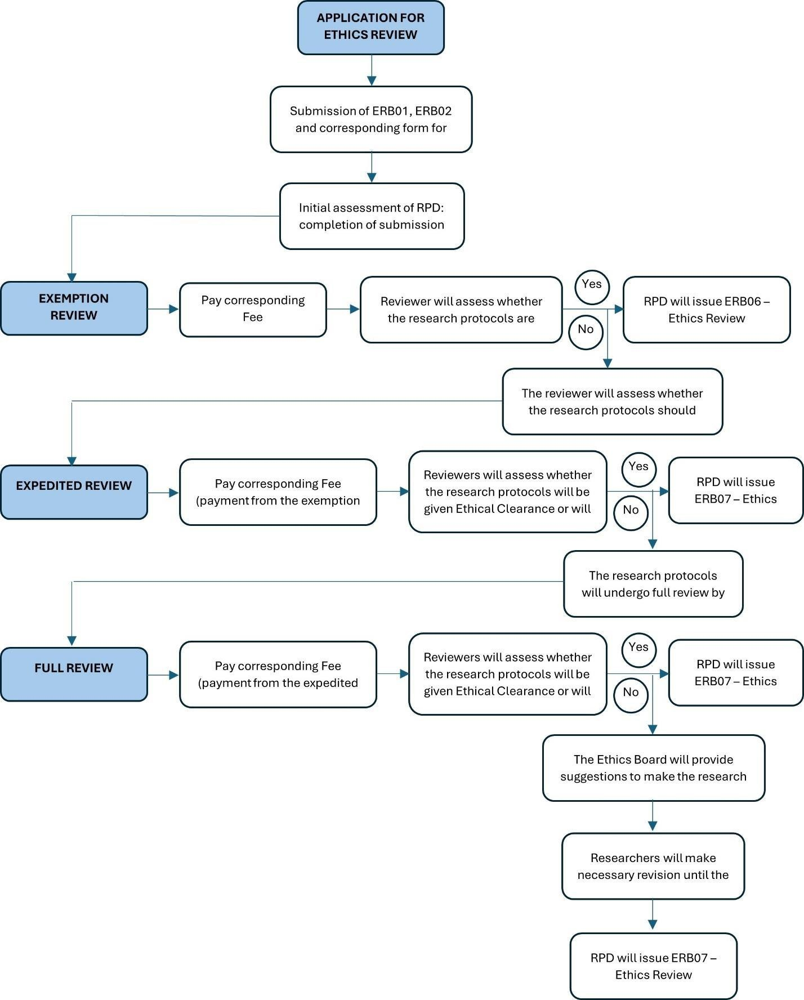 APPLICATION FOR
ETHICS REVIEW
Submission of ERB01, ERB02
and corresponding form for
Initial assessment of RPD:
completion of submission
EXEMPTION
REVIEW
Pay corresponding
Fee
Reviewer will assess whether
the research protocols are
Yes
No
RPD will issue ERB06 –
Ethics Review
The reviewer will assess whether
the research protocols should
EXPEDITED REVIEW
Pay corresponding Fee
(payment from the exemption
Reviewers will assess whether
the research protocols will be
given Ethical Clearance or will
Yes
No
RPD will issue
ERB07 – Ethics
The research protocols
will undergo full review by
FULL REVIEW
Pay corresponding Fee
(payment from the expedited
Reviewers will assess whether
the research protocols will be
given Ethical Clearance or will
Yes
No
RPD will issue
ERB07 – Ethics
The Ethics Board will provide
suggestions to make the research
Researchers will make
necessary revision until the
RPD will issue ERB07 –
Ethics Review